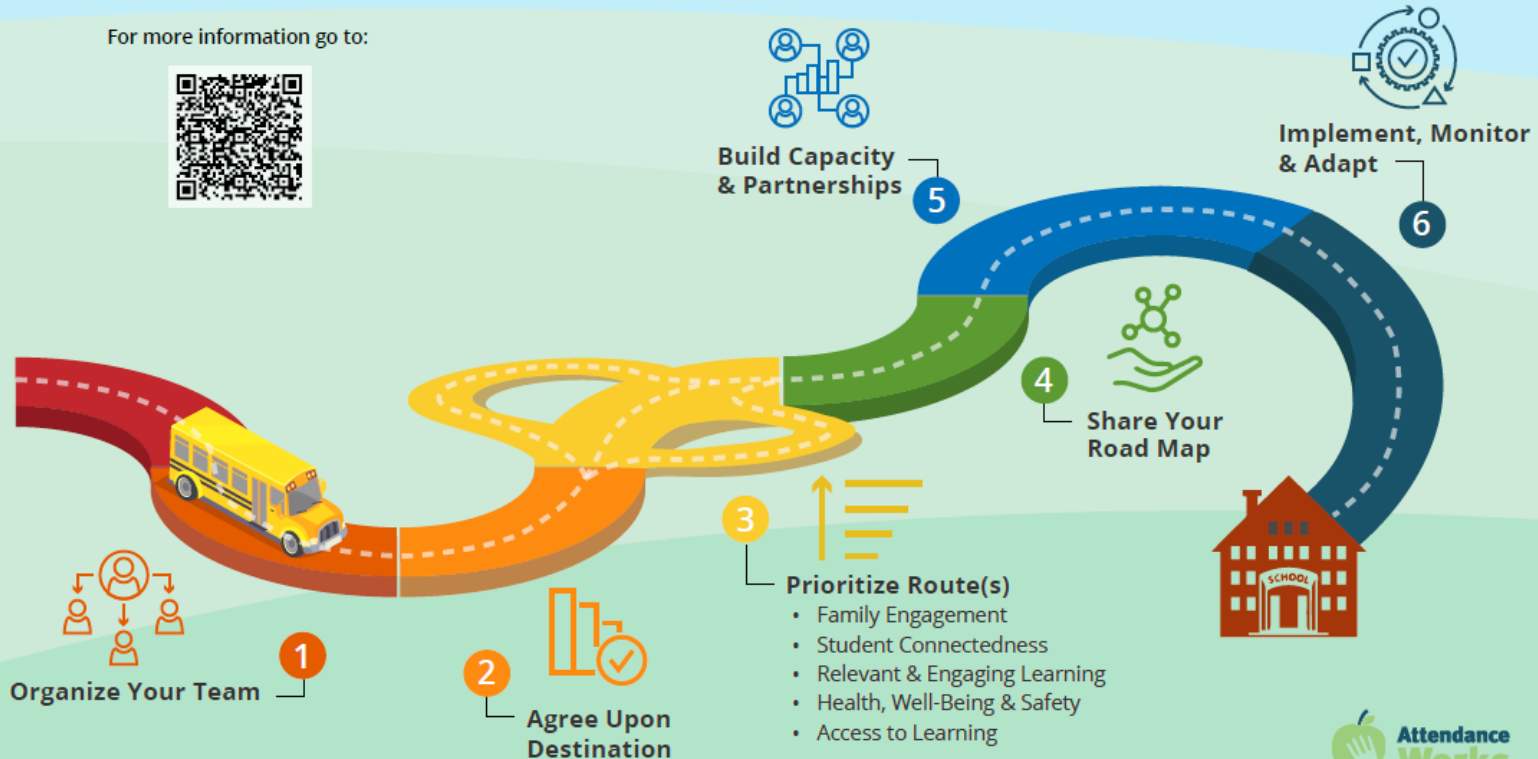 For more information go to:
Build Capacity
& Partnerships
5
Implement, Monitor
& Adapt
6
4
Share Your
Road Map
3
Prioritize Route(s)
• Family Engagement
• Student Connectedness
• Relevant & Engaging Learning
• Health, Well-Being & Safety
• Access to Learning
SCHOOL
1
Organize Your Team
2
Agree Upon
Destination
Attendance
Works